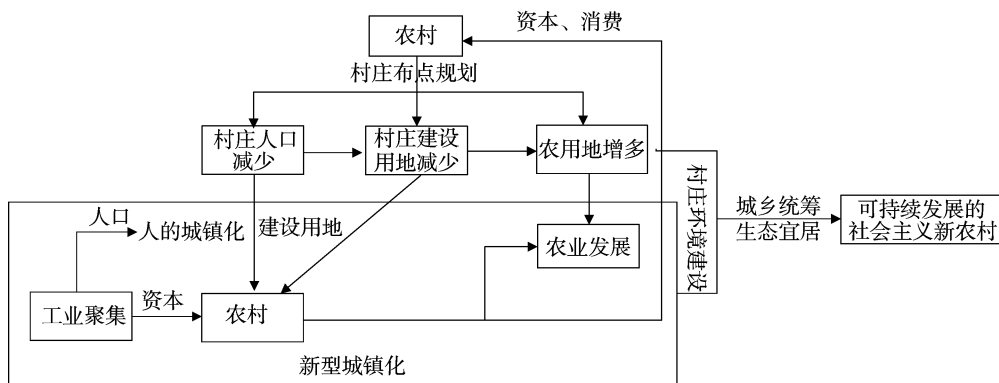 资本、消费
农村
村庄布点规划
村庄人口
减少
村庄建设
用地减少
农用地增多
村庄环境建设
城乡统筹
生态宜居
可持续发展的
社会主义新农村
人口
人的城镇化
建设用地
农业发展
工业聚集
资本
农村
新型城镇化